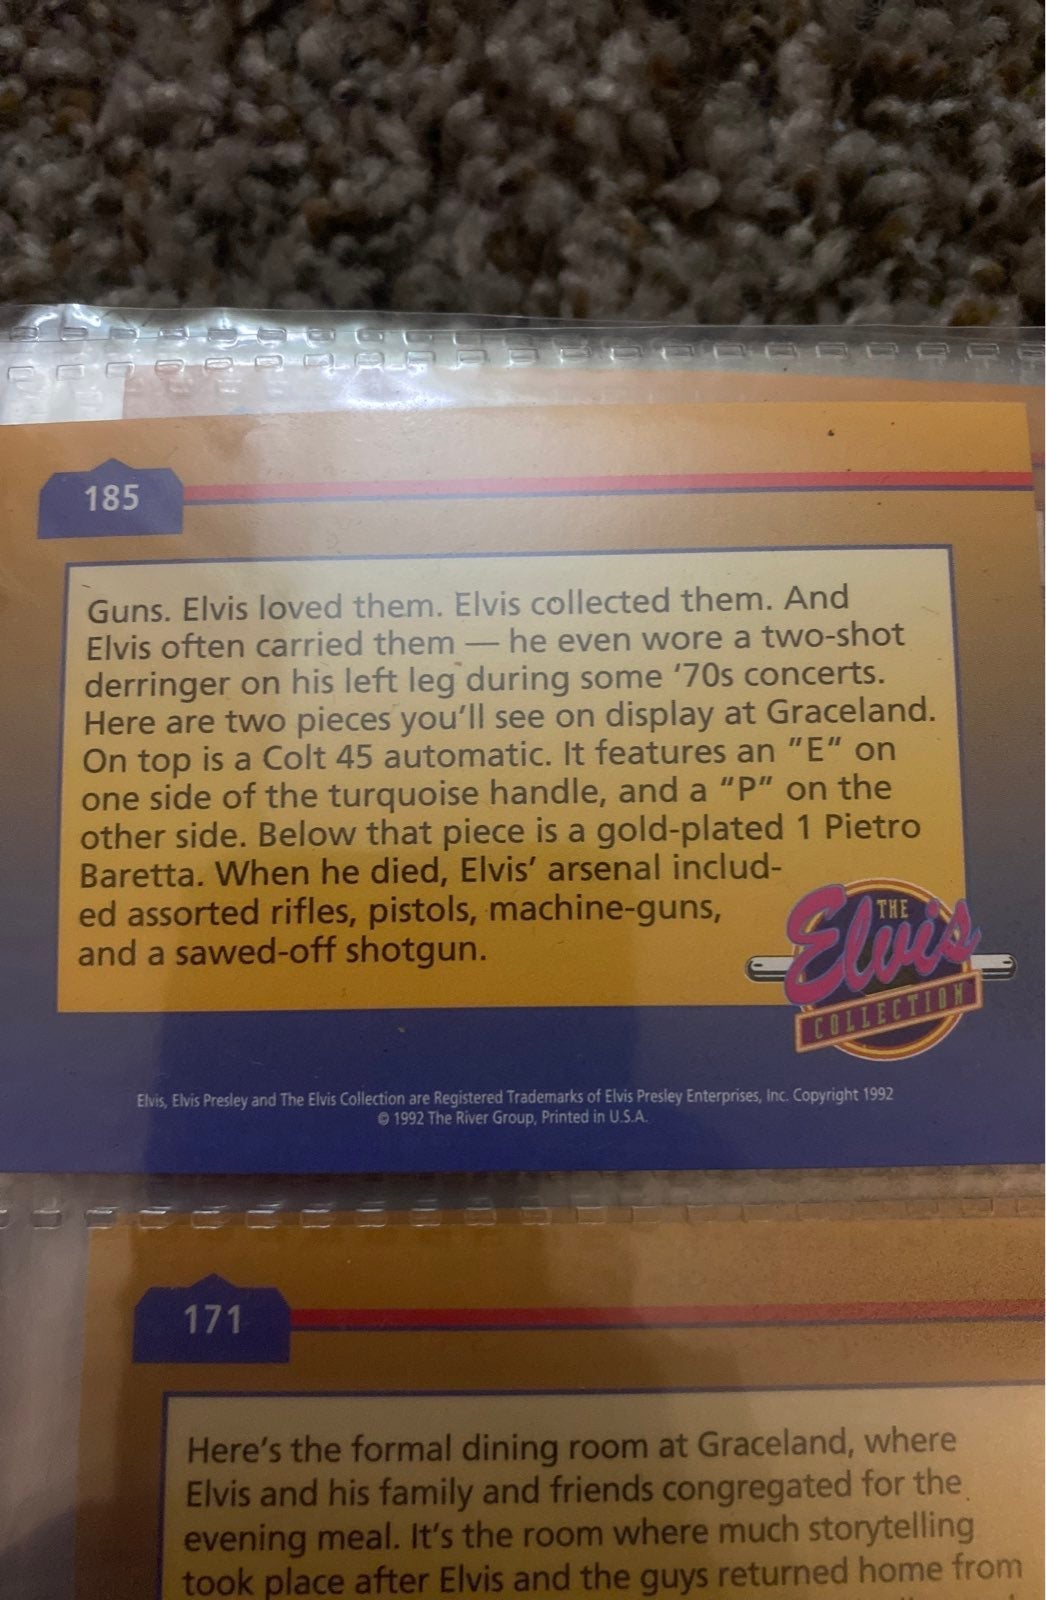 185
Guns. Elvis loved them. Elvis collected them. And
Elvis often carried them — he even wore a two-shot
derringer on his left leg during some '70s concerts.
Here are two pieces you'll see on display at Graceland.
On top is a Colt 45 automatic. It features an "E" on
one side of the turquoise handle, and a "P" on the
other side. Below that piece is a gold-plated 1 Pietro
Baretta. When he died, Elvis' arsenal includ-
ed assorted rifles, pistols, machine-guns,
and a sawed-off shotgun.
THE
Elvis
COLLECTION
Elvis, Elvis Presley and The Elvis Collection are Registered Trademarks of Elvis Presley Enterprises, Inc. Copyright 1992
© 1992 The River Group, Printed in U.S.A.
171
Here's the formal dining room at Graceland, where
Elvis and his family and friends congregated for the
evening meal. It's the room where much storytelling
took place after Elvis and the guys returned home from